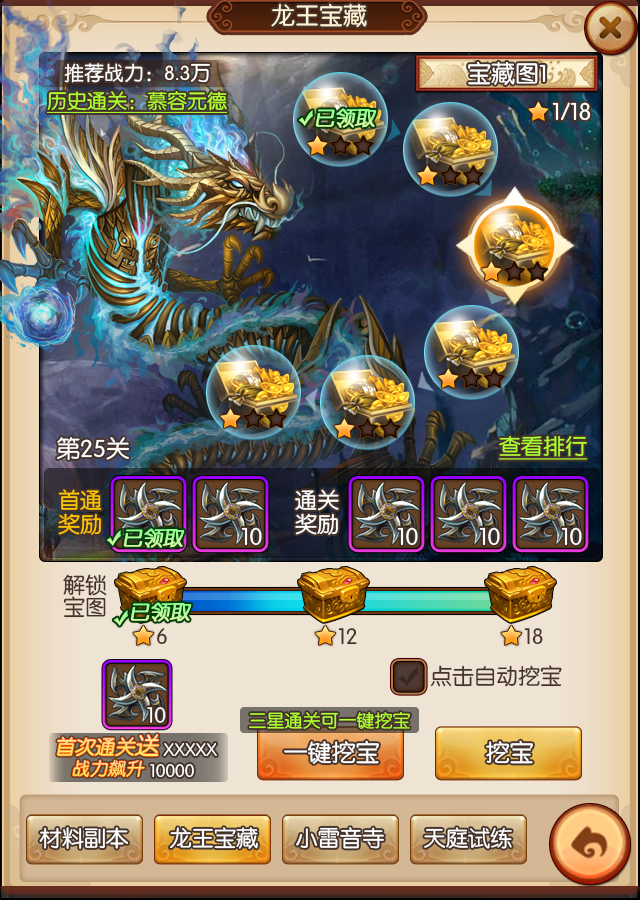 龙王宝藏
推荐战力：8.3万
宝藏图1
历史通关：慕容元德
1/18
已领取
第25关
查看排行
首通
奖励
已领取
10
通关
奖励
10
10
10
解锁
宝图
已领取
6
12
18
点击自动挖宝
10
三星通关可一键挖宝
首次通关送 XXXXX
战力飙升 10000
一键挖宝
挖宝
材料副本
龙王宝藏
小雷音寺
天庭试练